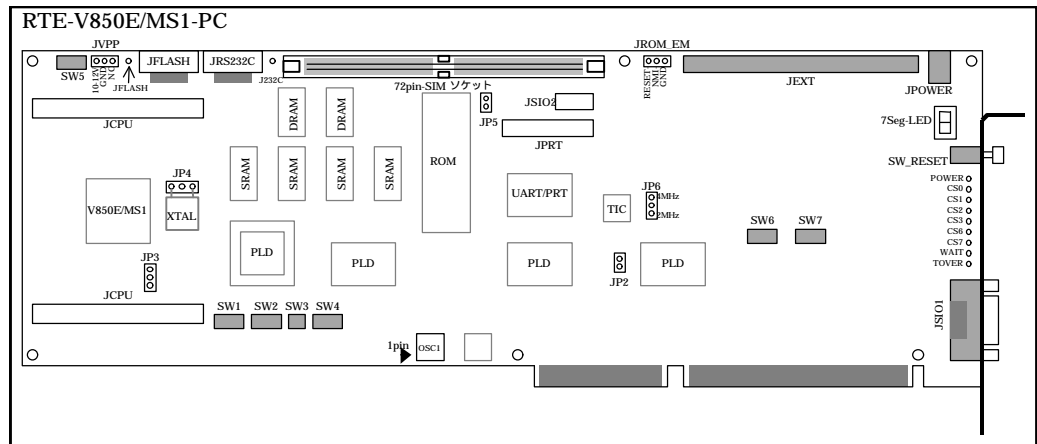 RTE-V850E/MS1-PC
JVPP
JROM_EM
SW5
10-12V
GND
NC
JFLASH
JFLASH
JRS232C
J232C
RESET
NMI
GND
JEXT
JPOWER
72pin-SIM ソケット
JP5
JSIO2
JPRT
JCPU
DRAM
DRAM
7Seg-LED
SW_RESET
SRAM
SRAM
SRAM
SRAM
ROM
UART/PRT
JP4
V850E/MS1
XTAL
TIC
JP6
4MHz
2MHz
POWER
CS0
CS1
CS2
CS3
CS6
CS7
WAIT
TOVER
SW6
SW7
PLD
PLD
PLD
PLD
JP3
JP2
JCPU
SW1
SW2
SW3
SW4
JSIO1
1pin
OSC1